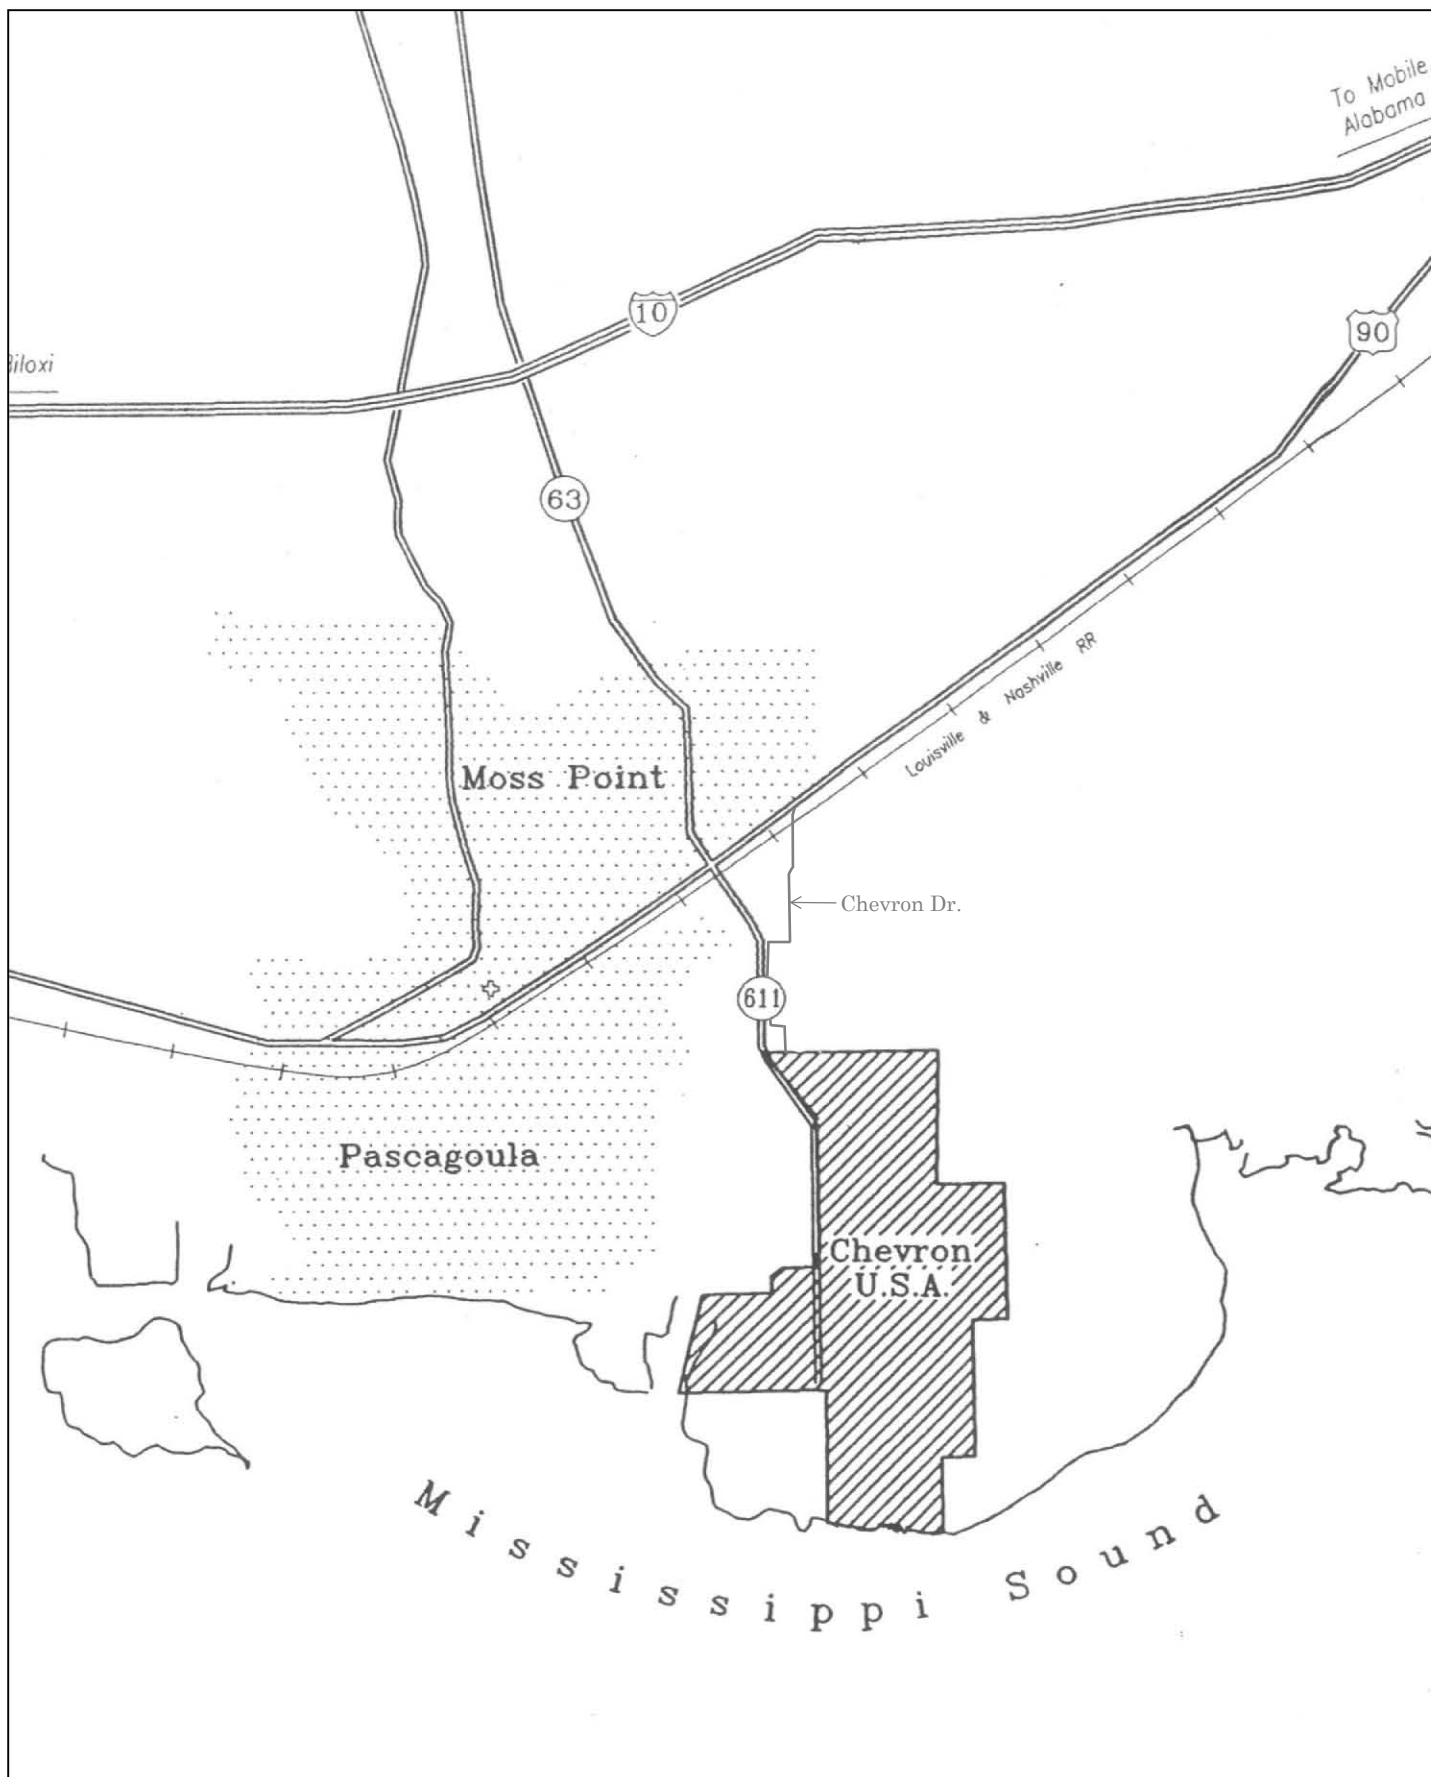 To Mobile
Alabama
10
90
Biloxi
63
Louisville & Nashville RR
Moss Point
Chevron Dr.
611
Pascagoula
Chevron
U.S.A.
Mississippi Sound